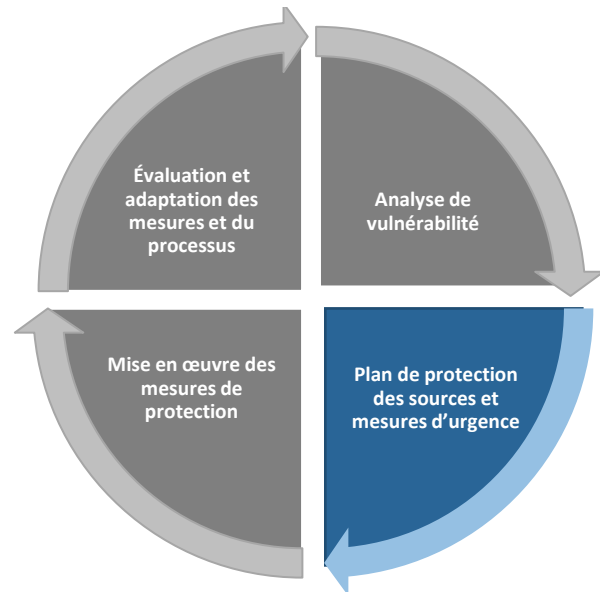 Évaluation et
adaptation des
mesures et du
processus
Analyse de
vulnérabilité
Mise en œuvre des
mesures de
protection
Plan de protection
des sources et
mesures d’urgence